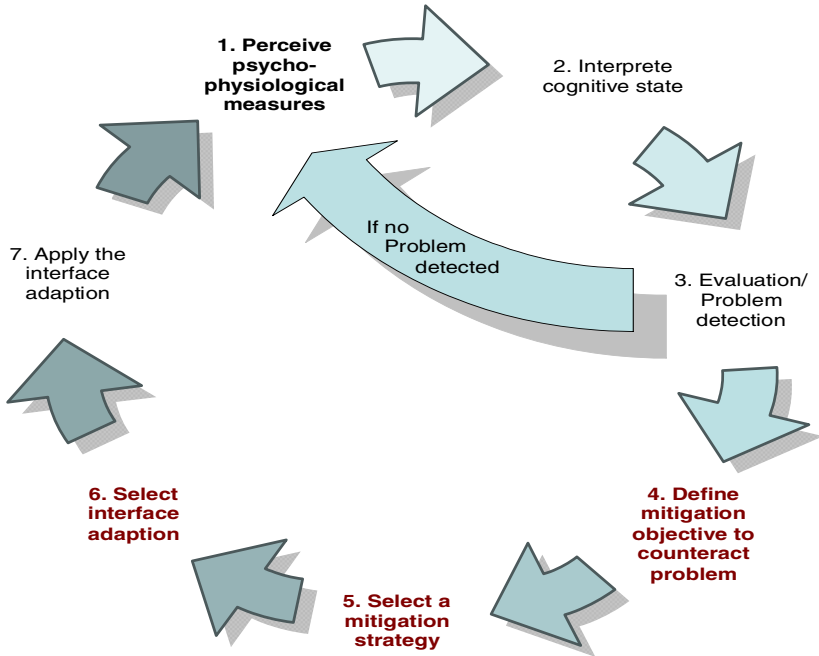 1. Perceive
psycho-
physiological
measures
2. Interprete
cognitive state
If no
Problem
detected
3. Evaluation/
Problem
detection
4. Define
mitigation
objective to
counteract
problem
5. Select a
mitigation
strategy
6. Select
interface
adaption
7. Apply the
interface
adaption